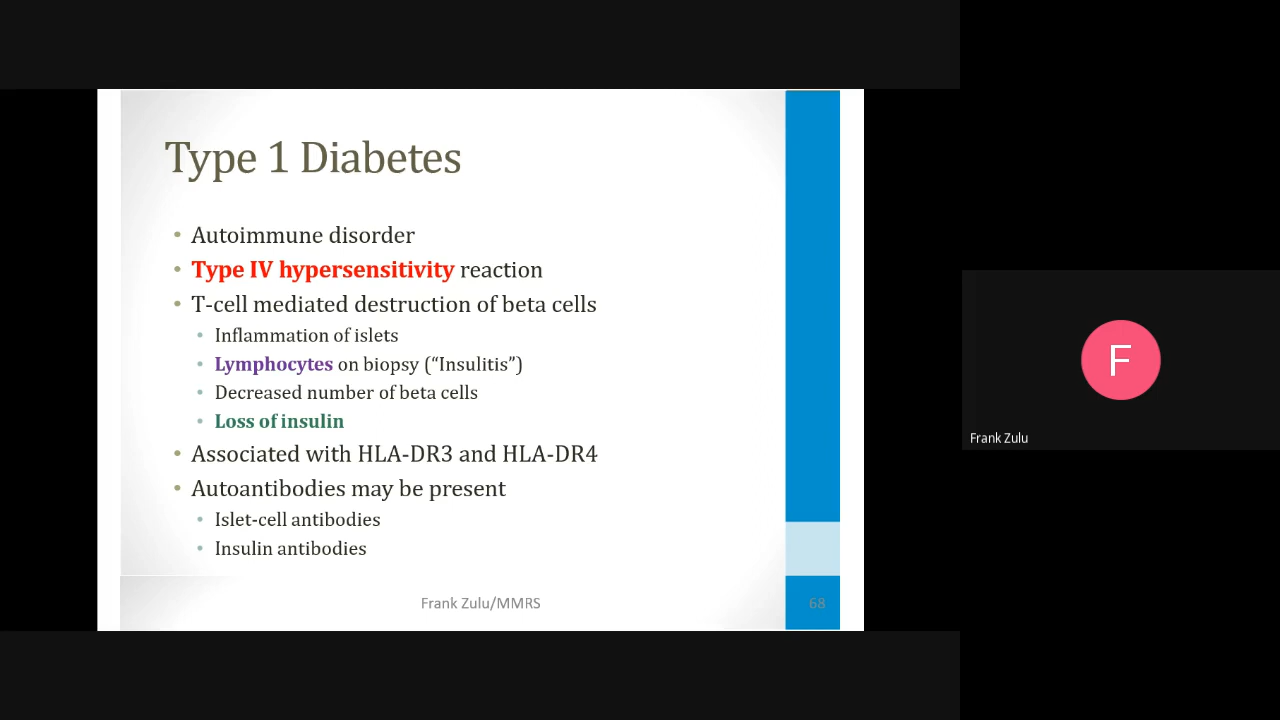 Type 1 Diabetes
• Autoimmune disorder
• Type IV hypersensitivity reaction
• T-cell mediated destruction of beta cells
• Inflammation of islets
• Lymphocytes on biopsy (“Insulitis”)
• Decreased number of beta cells
• Loss of insulin
• Associated with HLA-DR3 and HLA-DR4
• Autoantibodies may be present
• Islet-cell antibodies
• Insulin antibodies
Frank Zulu/MMRS
68
F
Frank Zulu